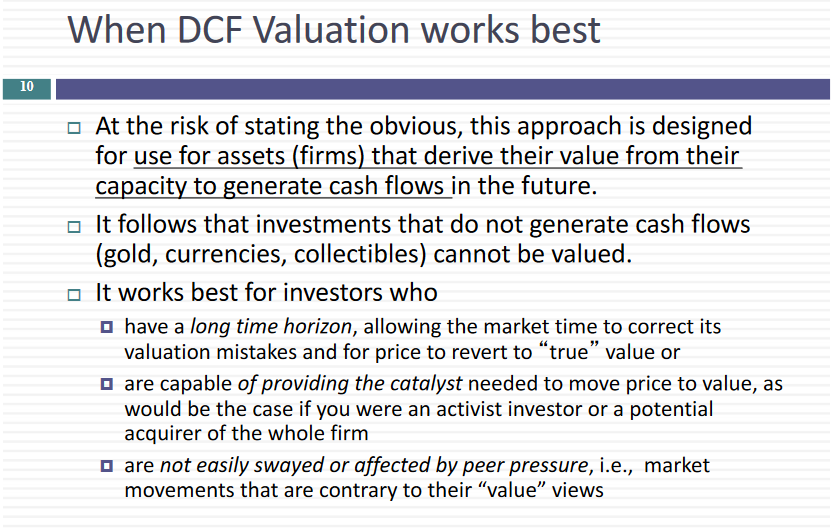 When DCF Valuation works best
10
At the risk of stating the obvious, this approach is designed
for use for assets (firms) that derive their value from their
capacity to generate cash flows in the future.
It follows that investments that do not generate cash flows
(gold, currencies, collectibles) cannot be valued.
It works best for investors who
have a long time horizon, allowing the market time to correct its
valuation mistakes and for price to revert to “true” value or
are capable of providing the catalyst needed to move price to value, as
would be the case if you were an activist investor or a potential
acquirer of the whole firm
are not easily swayed or affected by peer pressure, i.e., market
movements that are contrary to their “value” views